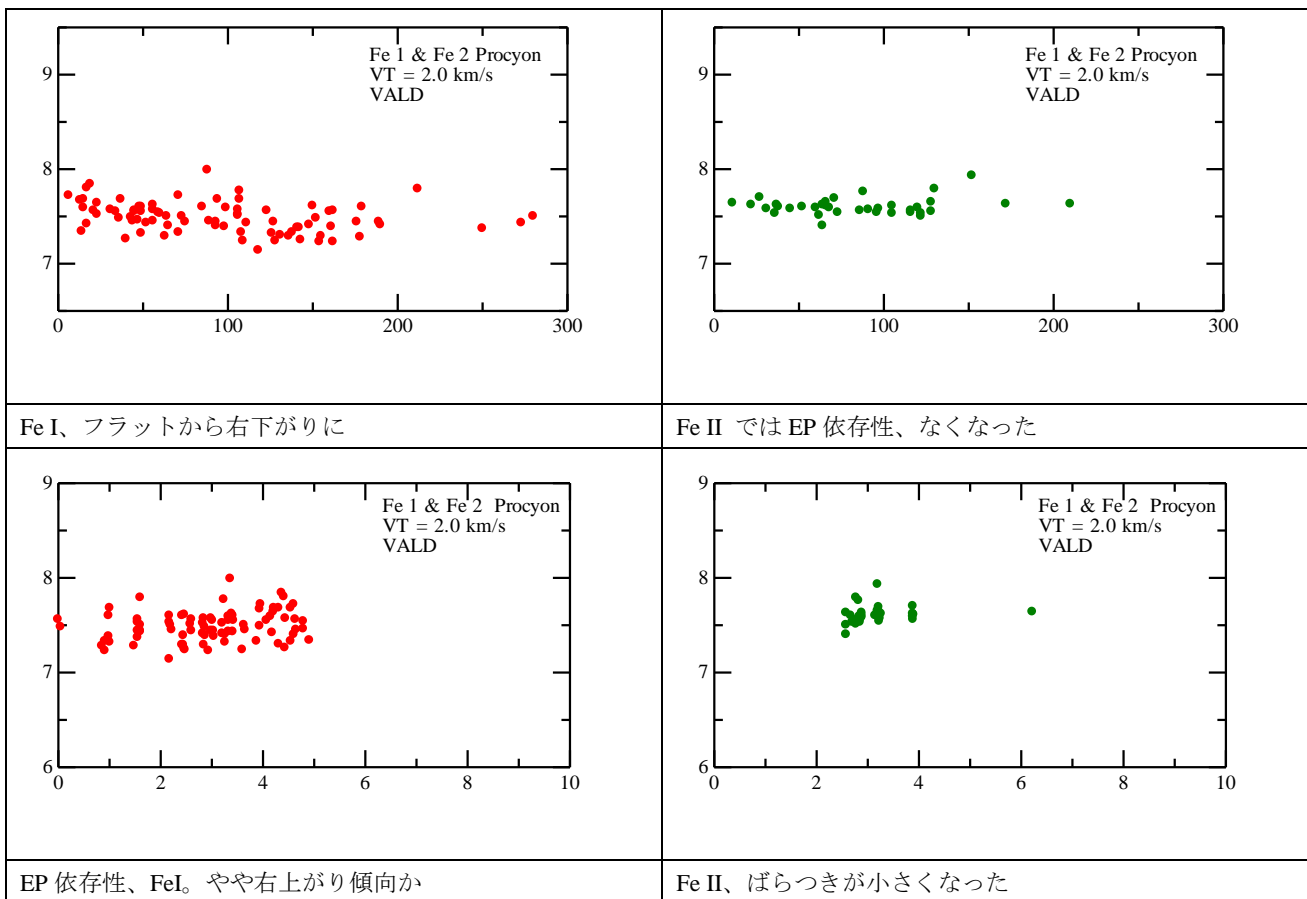 9
8
7
0
100
200
300
Fe 1 & Fe 2 Procyon
VT = 2.0 km/s
VALD
9
8
7
0
100
200
300
Fe 1 & Fe 2 Procyon
VT = 2.0 km/s
VALD
Fe I、フラットから右下がりに
Fe II では EP 依存性、なくなった
9
8
7
6
0
2
4
6
8
10
Fe 1 & Fe 2 Procyon
VT = 2.0 km/s
VALD
9
8
7
6
0
2
4
6
8
10
Fe 1 & Fe 2 Procyon
VT = 2.0 km/s
VALD
EP 依存性、FeI。やや右上がり傾向か
Fe II、ばらつきが小さくなった